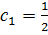 c₁ = 1/2